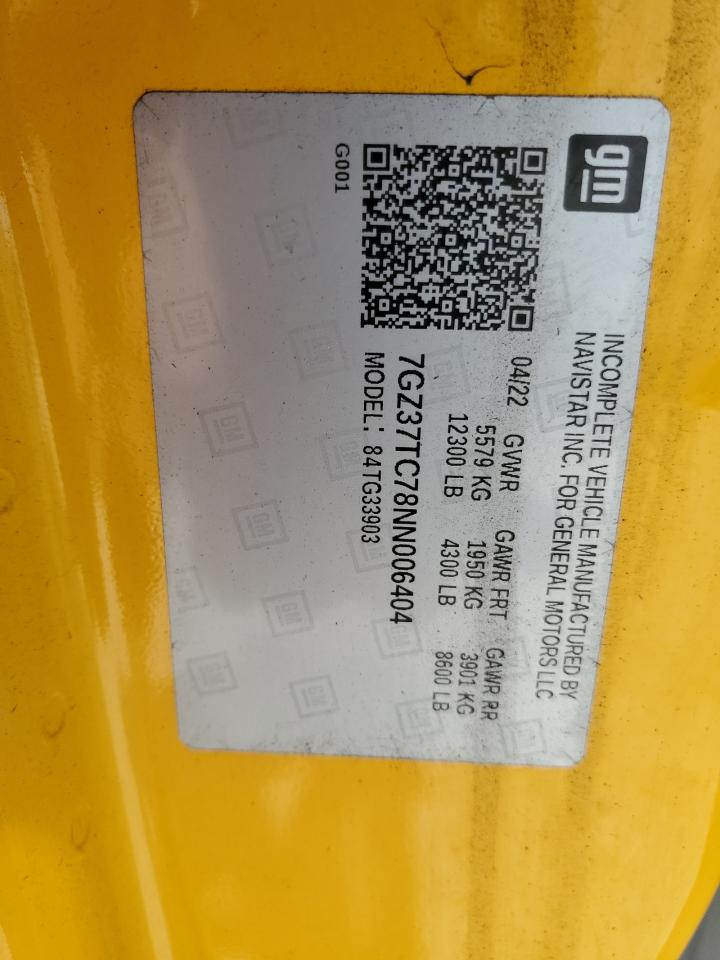 gm
INCOMPLETE VEHICLE MANUFACTURED BY
NAVISTAR INC. FOR GENERAL MOTORS LLC
04/22 GVWR GAWR FRT GAWR RR
5579 KG 1950 KG 3901 KG
12300 LB 4300 LB 8600 LB
7GZ37TC78NN006404
MODEL: 84TG33903
G001